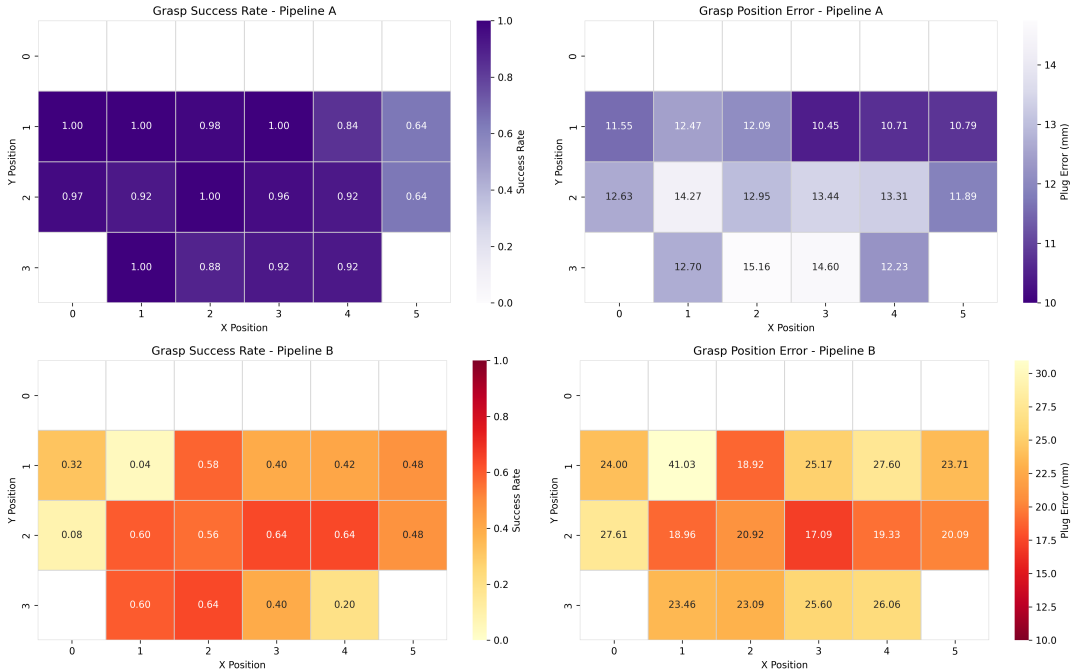 Grasp Success Rate - Pipeline A
0
1 1.00 1.00 0.98 1.00 0.84 0.64
2 0.97 0.92 1.00 0.96 0.92 0.64
3 1.00 0.88 0.92 0.92
0 1 2 3 4 5
X Position
Y Position
1.0
0.8
0.6
0.4
0.2
0.0
Success Rate
Grasp Position Error - Pipeline A
0
1 11.55 12.47 12.09 10.45 10.71 10.79
2 12.63 14.27 12.95 13.44 13.31 11.89
3 12.70 15.16 14.60 12.23
0 1 2 3 4 5
X Position
Y Position
14
13
12
11
10
Plug Error (mm)
Grasp Success Rate - Pipeline B
0
1 0.32 0.04 0.58 0.40 0.42 0.48
2 0.08 0.60 0.56 0.64 0.64 0.48
3 0.60 0.64 0.40 0.20
0 1 2 3 4 5
X Position
Y Position
1.0
0.8
0.6
0.4
0.2
0.0
Success Rate
Grasp Position Error - Pipeline B
0
1 24.00 41.03 18.92 25.17 27.60 23.71
2 27.61 18.96 20.92 17.09 19.33 20.09
3 23.46 23.09 25.60 26.06
0 1 2 3 4 5
X Position
Y Position
30.0
27.5
25.0
22.5
20.0
17.5
15.0
12.5
10.0
Plug Error (mm)